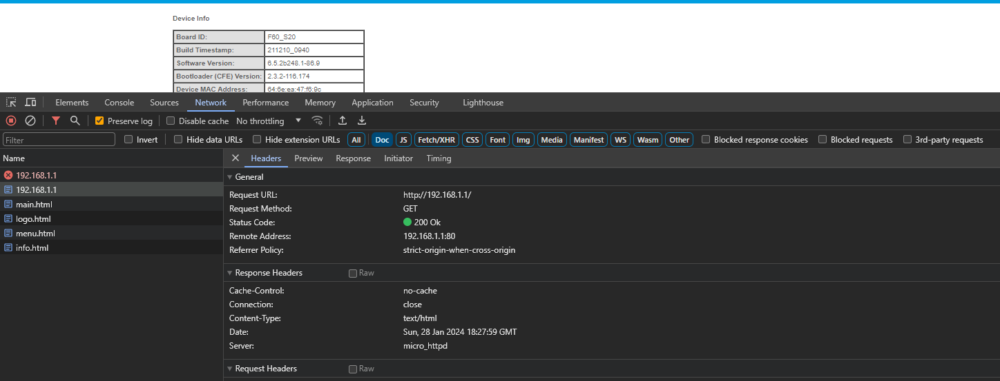 Device Info
Board ID: F60_S20
Build Timestamp: 211210_0940
Software Version: 6.5.2b248.1-86.9
Bootloader (CFE) Version: 2.3.2-116.174
Device MAC Address: 64:6e:ea:47:f6:9c
Elements Console Sources Network Performance Memory Application Security Lighthouse
Preserve log Disable cache No throttling
Filter Invert Hide data URLs Hide extension URLs All Doc JS Fetch/XHR CSS Font Img Media Manifest WS Wasm Other Blocked response cookies Blocked requests 3rd-party requests
Name
192.168.1.1
192.168.1.1
main.html
logo.html
menu.html
info.html
Headers Preview Response Initiator Timing
General
Request URL: http://192.168.1.1/
Request Method: GET
Status Code: 200 Ok
Remote Address: 192.168.1.1:80
Referrer Policy: strict-origin-when-cross-origin
Response Headers Raw
Cache-Control: no-cache
Connection: close
Content-Type: text/html
Date: Sun, 28 Jan 2024 18:27:59 GMT
Server: micro_httpd
Request Headers Raw